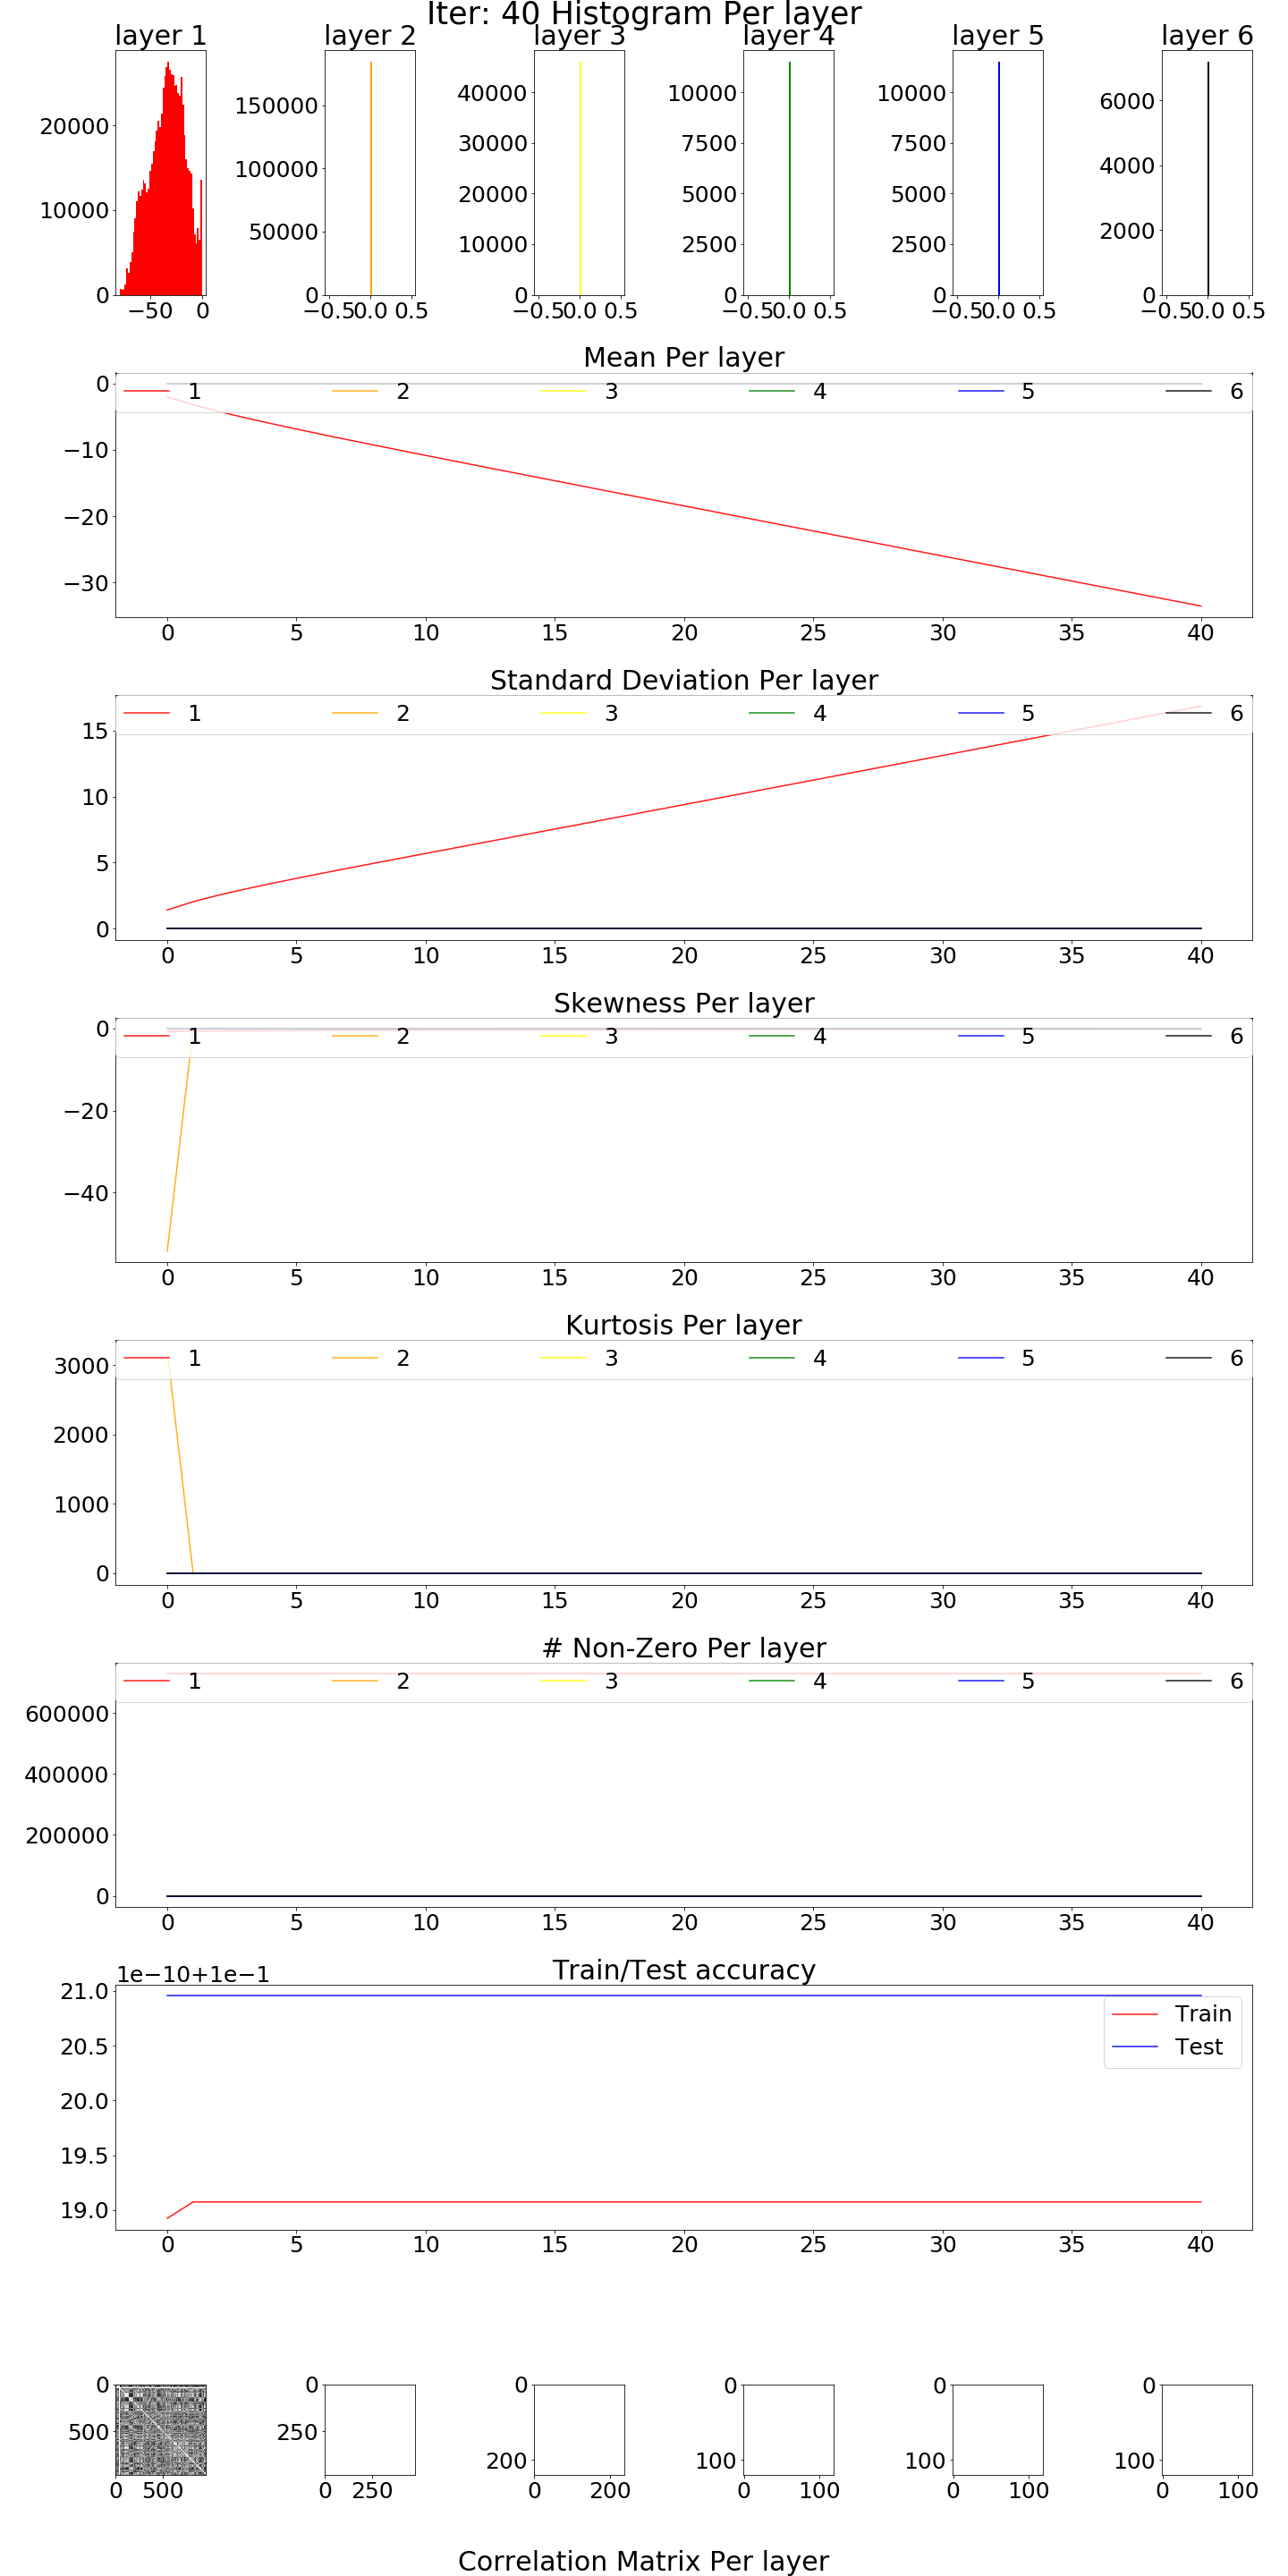 Iter: 40 Histogram Per layer
layer 1 layer 2 layer 3 layer 4 layer 5 layer 6
20000 10000 0
−50 0
150000 100000 50000 0
−0.5 0.0 0.5
40000 30000 20000 10000 0
−0.5 0.0 0.5
10000 7500 5000 2500 0
−0.5 0.0 0.5
10000 7500 5000 2500 0
−0.5 0.0 0.5
6000 4000 2000 0
−0.5 0.0 0.5
Mean Per layer
1 2 3 4 5 6
0
−10
−20
−30
0 5 10 15 20 25 30 35 40
Standard Deviation Per layer
1 2 3 4 5 6
15
10
5
0
0 5 10 15 20 25 30 35 40
Skewness Per layer
1 2 3 4 5 6
0
−20
−40
0 5 10 15 20 25 30 35 40
Kurtosis Per layer
1 2 3 4 5 6
3000
2000
1000
0
0 5 10 15 20 25 30 35 40
# Non-Zero Per layer
1 2 3 4 5 6
600000
400000
200000
0
0 5 10 15 20 25 30 35 40
Train/Test accuracy
1e−10+1e−1
21.0
20.5
20.0
19.5
19.0
Train
Test
0 5 10 15 20 25 30 35 40
0 500
0 500
0 250
0 250
0 200
0 200
0 100
0 100
0 100
0 100
0 100
0 100
Correlation Matrix Per layer